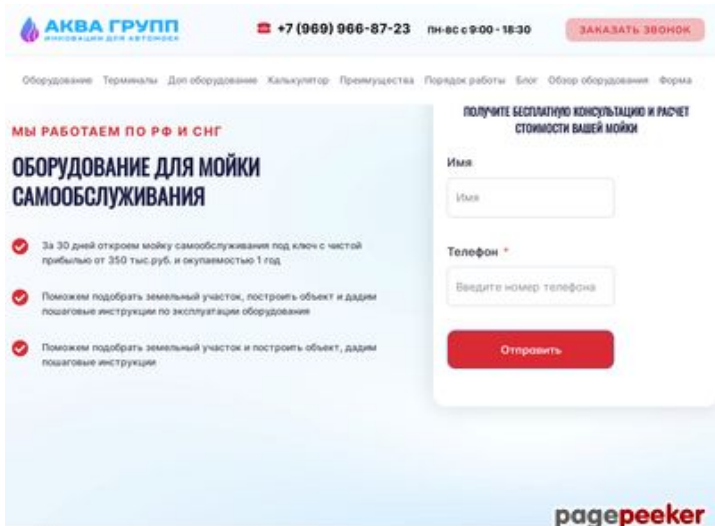 АКВА ГРУПП
ИННОВАЦИИ ДЛЯ АВТОМОЕК
+7 (969) 966-87-23
ПН-ВС с 9:00 - 18:30
ЗАКАЗАТЬ ЗВОНОК
Оборудование Терминалы Доп оборудование Калькулятор Преимущества Порядок работы Блог Обзор оборудования Форма
МЫ РАБОТАЕМ ПО РФ И СНГ
ОБОРУДОВАНИЕ ДЛЯ МОЙКИ
САМООБСЛУЖИВАНИЯ
За 30 дней откроем мойку самообслуживания под ключ с чистой
прибылью от 350 тыс.руб. и окупаемостью 1 год
Поможем подобрать земельный участок, построить объект и дадим
пошаговые инструкции по эксплуатации оборудования
Поможем подобрать земельный участок и построить объект, дадим
пошаговые инструкции
ПОЛУЧИТЕ БЕСПЛАТНУЮ КОНСУЛЬТАЦИЮ И РАСЧЕТ
СТОИМОСТИ ВАШЕЙ МОЙКИ
Имя
Имя
Телефон *
Введите номер телефона
Отправить
pagepeeker